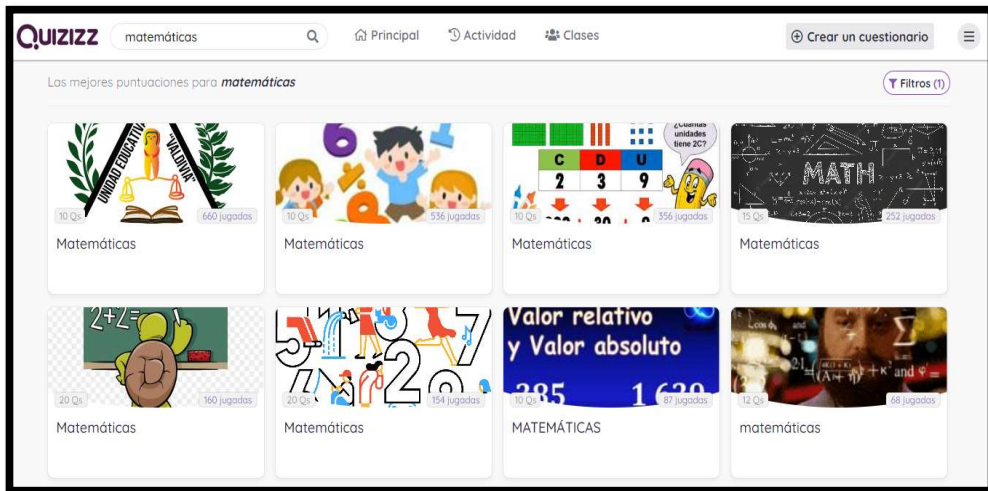 QUIZIZZ
matemáticas
Principal
Actividad
Clases
Crear un cuestionario
Las mejores puntuaciones para matemáticas
Filtros (1)
UNIDAD EDUCATIVA "VALDIVIA"
10 Qs
660 jugadas
Matemáticas
6
10 Qs
536 jugadas
Matemáticas
¿Cuántas
unidades
tiene 2C?
C D U
2 3 9
10 Qs
356 jugadas
Matemáticas
MATH
15 Qs
252 jugadas
Matemáticas
2+2=
20 Qs
160 jugadas
Matemáticas
20 Qs
154 jugadas
Matemáticas
Valor relativo
y Valor absoluto
10 Qs
87 jugadas
MATEMÁTICAS
12 Qs
68 jugadas
matemáticas